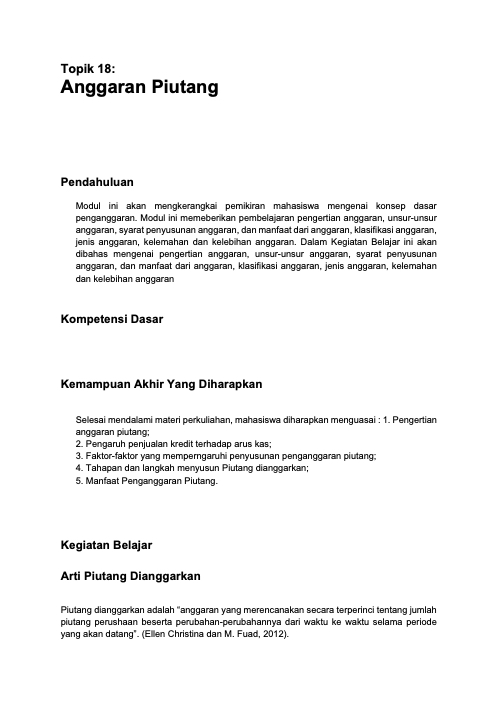 Topik 18:
Anggaran Piutang
Pendahuluan
Modul ini akan mengkerangkai pemikiran mahasiswa mengenai konsep dasar
penganggaran. Modul ini memeberikan pembelajaran pengertian anggaran, unsur-unsur
anggaran, syarat penyusunan anggaran, dan manfaat dari anggaran, klasifikasi anggaran,
jenis anggaran, kelemahan dan kelebihan anggaran. Dalam Kegiatan Belajar ini akan
dibahas mengenai pengertian anggaran, unsur-unsur anggaran, syarat penyusunan
anggaran, dan manfaat dari anggaran, klasifikasi anggaran, jenis anggaran, kelemahan
dan kelebihan anggaran
Kompetensi Dasar
Kemampuan Akhir Yang Diharapkan
Selesai mendalami materi perkuliahan, mahasiswa diharapkan menguasai : 1. Pengertian
anggaran piutang;
2. Pengaruh penjualan kredit terhadap arus kas;
3. Faktor-faktor yang memperngaruhi penyusunan penganggaran piutang;
4. Tahapan dan langkah menyusun Piutang dianggarkan;
5. Manfaat Penganggaran Piutang.
Kegiatan Belajar
Arti Piutang Dianggarkan
Piutang dianggarkan adalah “anggaran yang merencanakan secara terperinci tentang jumlah
piutang perushaan beserta perubahan-perubahannya dari waktu ke waktu selama periode
yang akan datang”. (Ellen Christina dan M. Fuad, 2012).